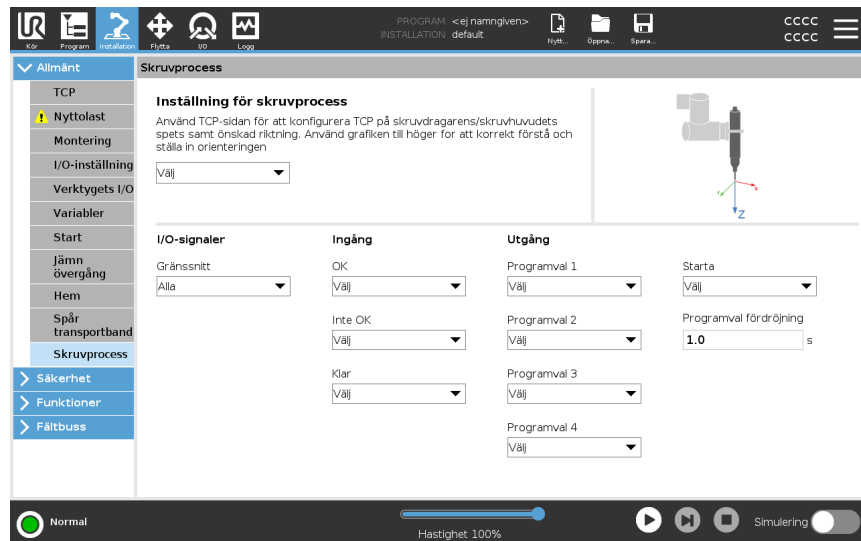 PROGRAM <ej namngiven>
INSTALLATION default
CCCC
CCCC
Kör
Program
Installation
Flytta
I/O
Logg
Nytt...
Öppna...
Spara...
Allmänt
TCP
Nyttolast
Montering
I/O-inställning
Verktygets I/O
Variabler
Start
Jämn
övergång
Hem
Spår
transportband
Skruvprocess
Säkerhet
Funktioner
Fältbuss
Skruvprocess
Inställning för skruvprocess
Använd TCP-sidan för att konfigurera TCP på skruvdragarens/skruvhuvudets
spets samt önskad riktning. Använd grafiken till höger for att korrekt förstå och
ställa in orienteringen
Välj
Y
X
Z
I/O-signaler
Gränssnitt
Alla
Ingång
OK
Välj
Inte OK
Välj
Klar
Välj
Utgång
Programval 1
Välj
Programval 2
Välj
Programval 3
Välj
Programval 4
Välj
Starta
Välj
Programval fördröjning
1.0 s
Normal
Hastighet 100%
Simulering